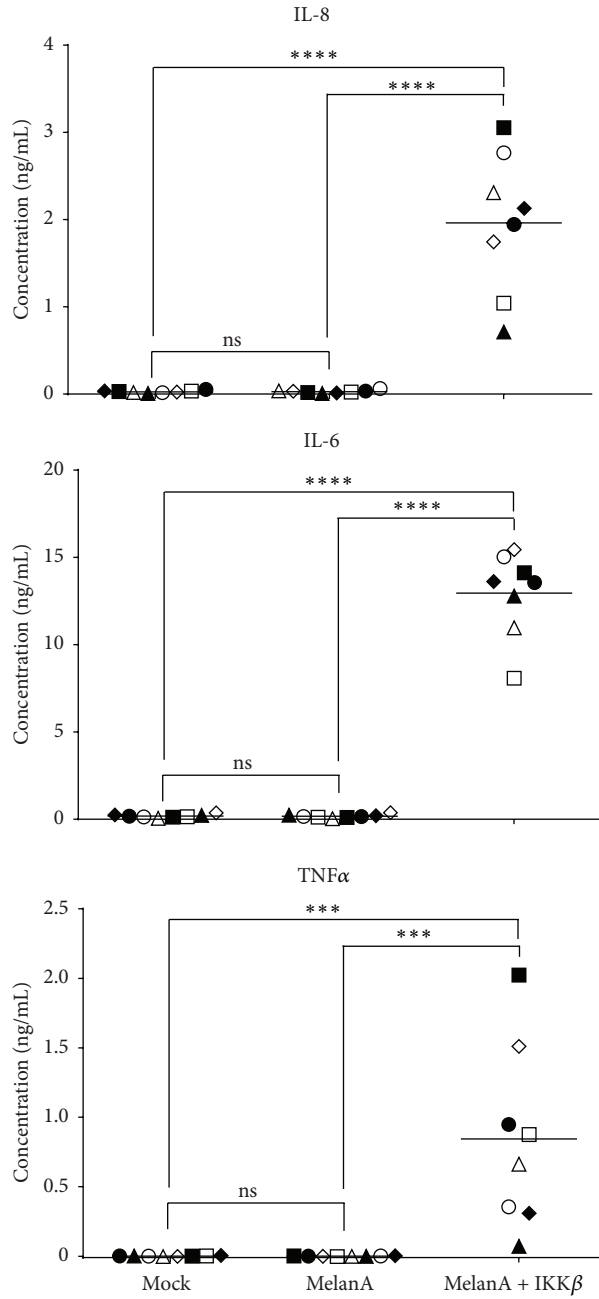 IL-8
Concentration (ng/mL)
4
3
2
1
0
****
****
ns
IL-6
Concentration (ng/mL)
20
15
10
5
0
****
****
ns
TNFα
Concentration (ng/mL)
2.5
2.0
1.5
1.0
0.5
0
***
***
ns
Mock MelanA MelanA + IKKβ